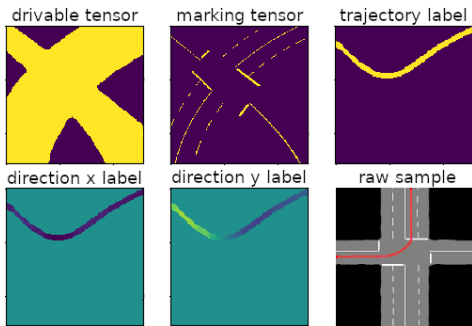 drivable tensor
marking tensor
trajectory label
direction x label
direction y label
raw sample